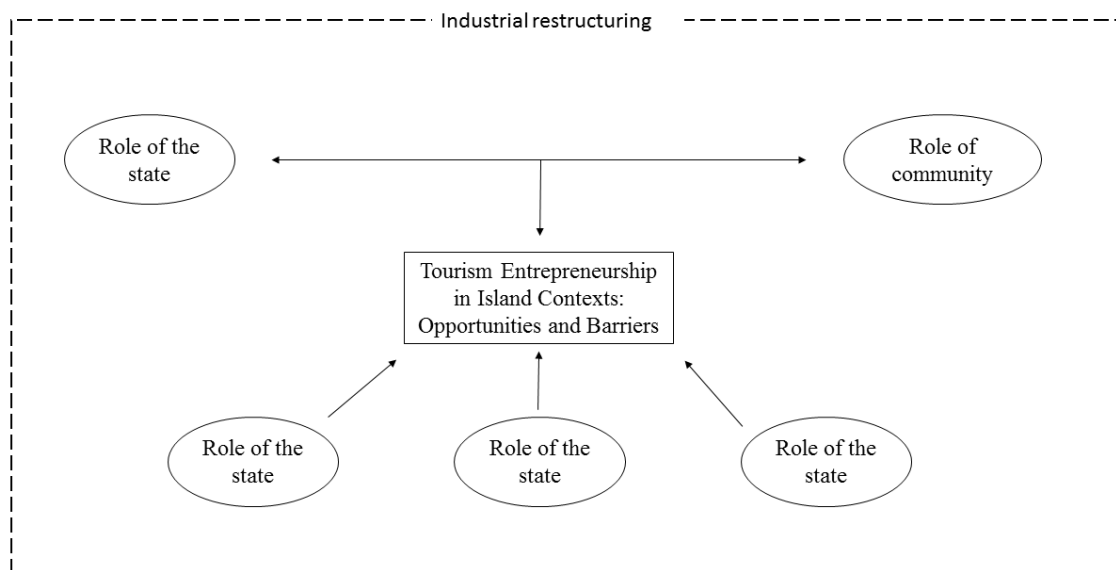 Industrial restructuring
Role of the
state
Role of
community
Tourism Entrepreneurship
in Island Contexts:
Opportunities and Barriers
Role of the
state
Role of the
state
Role of the
state